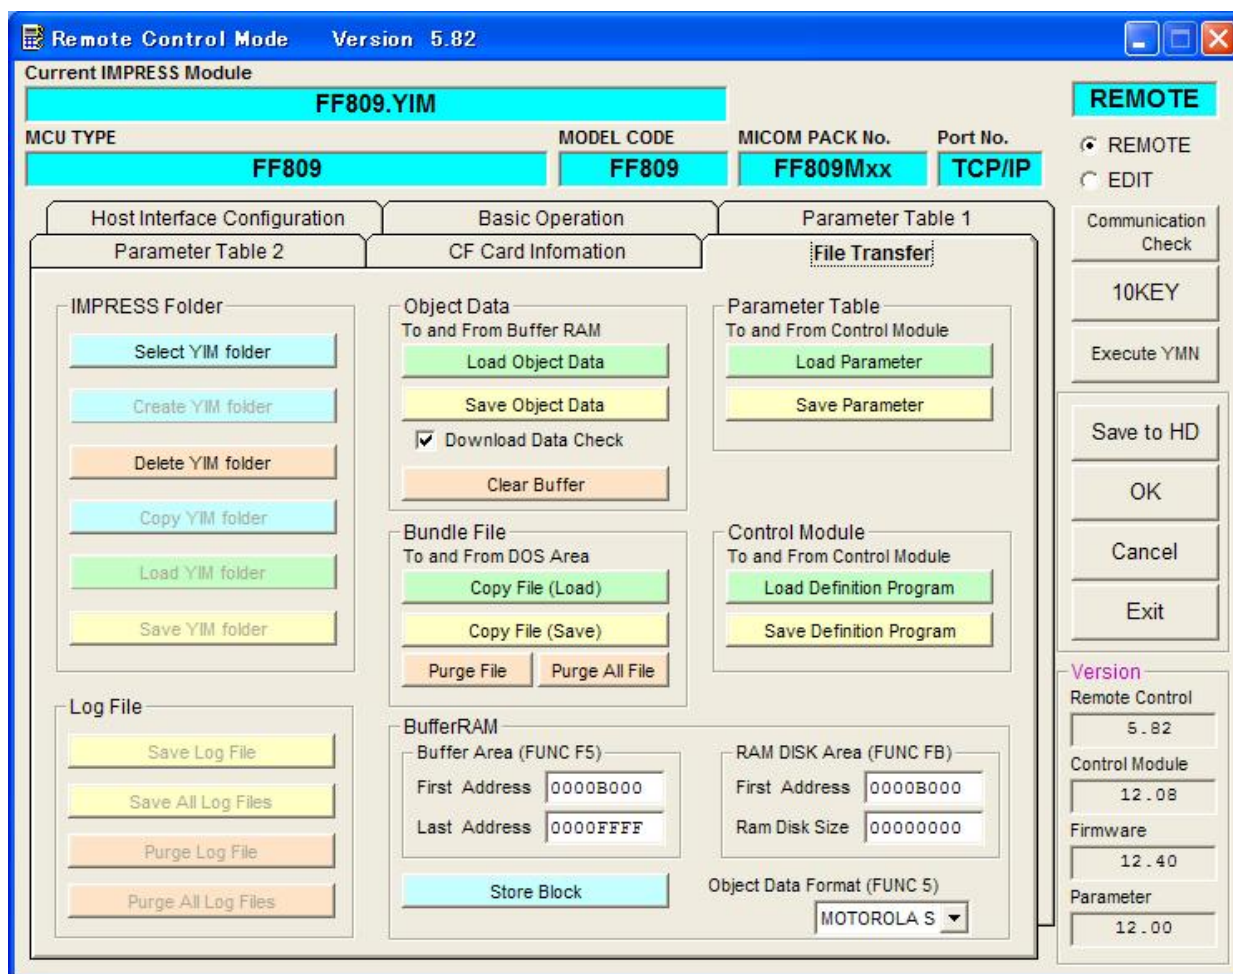 Remote Control Mode Version 5.82
Current IMPRESS Module
FF809.YIM
REMOTE
MCU TYPE MODEL CODE MICOM PACK No. Port No.
FF809 FF809 FF809Mxx TCP/IP
REMOTE
EDIT
Host Interface Configuration Basic Operation Parameter Table 1
Parameter Table 2 CF Card Infomation File Transfer
Communication
Check
10KEY
Execute YMN
Save to HD
OK
Cancel
Exit
IMPRESS Folder
Select YIM folder
Create YIM folder
Delete YIM folder
Copy YIM folder
Load YIM folder
Save YIM folder
Log File
Save Log File
Save All Log Files
Purge Log File
Purge All Log Files
Object Data
To and From Buffer RAM
Load Object Data
Save Object Data
Download Data Check
Clear Buffer
Bundle File
To and From DOS Area
Copy File (Load)
Copy File (Save)
Purge File Purge All File
Parameter Table
To and From Control Module
Load Parameter
Save Parameter
Control Module
To and From Control Module
Load Definition Program
Save Definition Program
BufferRAM
Buffer Area (FUNC F5)
First Address 0000B000
Last Address 0000FFFF
Store Block
RAM DISK Area (FUNC FB)
First Address 0000B000
Ram Disk Size 00000000
Object Data Format (FUNC 5)
MOTOROLA S
Version
Remote Control
5.82
Control Module
12.08
Firmware
12.40
Parameter
12.00